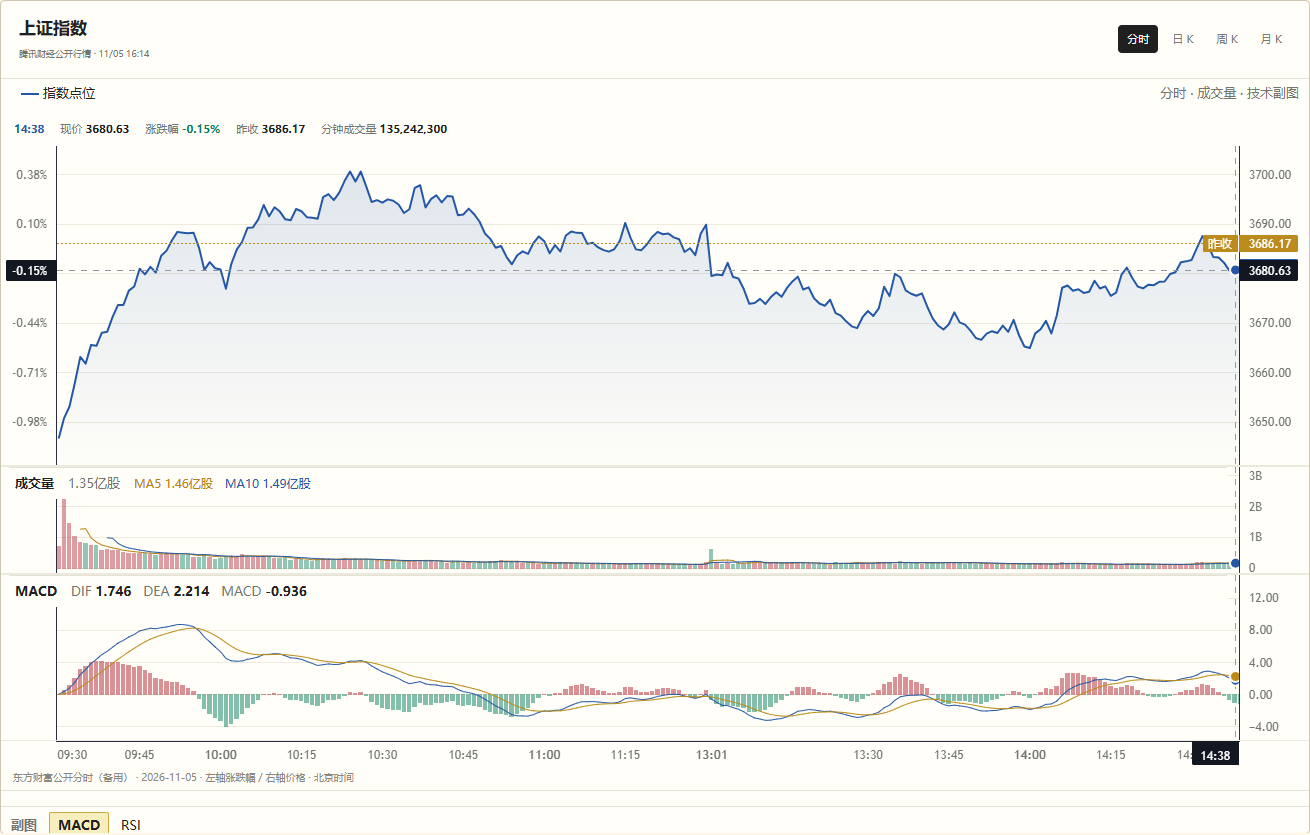 上证指数
腾讯财经公开行情 · 11/05 16:14
分时 日 K 周 K 月 K
指数点位
分时 · 成交量 · 技术副图
14:38 现价 3680.63 涨跌幅 -0.15% 昨收 3686.17 分钟成交量 135,242,300
0.38% 3700.00
0.10% 3690.00
昨收 3686.17
-0.15% 3680.63
-0.44% 3670.00
-0.71% 3660.00
-0.98% 3650.00
成交量 1.35亿股 MA5 1.46亿股 MA10 1.49亿股
3B
2B
1B
0
MACD DIF 1.746 DEA 2.214 MACD -0.936
12.00
8.00
4.00
0.00
-4.00
09:30 09:45 10:00 10:15 10:30 10:45 11:00 11:15 13:01 13:30 13:45 14:00 14:15 14: 14:38
东方财富公开分时（备用） · 2026-11-05 · 左轴涨跌幅 / 右轴价格 · 北京时间
副图 MACD RSI